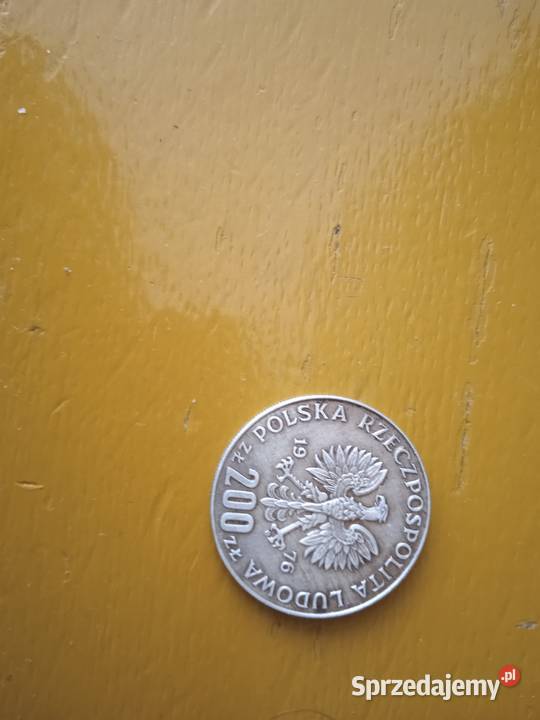 POLSKA RZECZPOSPOLITA LUDOWA
19 76
ZŁ 200 ZŁ
Sprzedajemy.pl